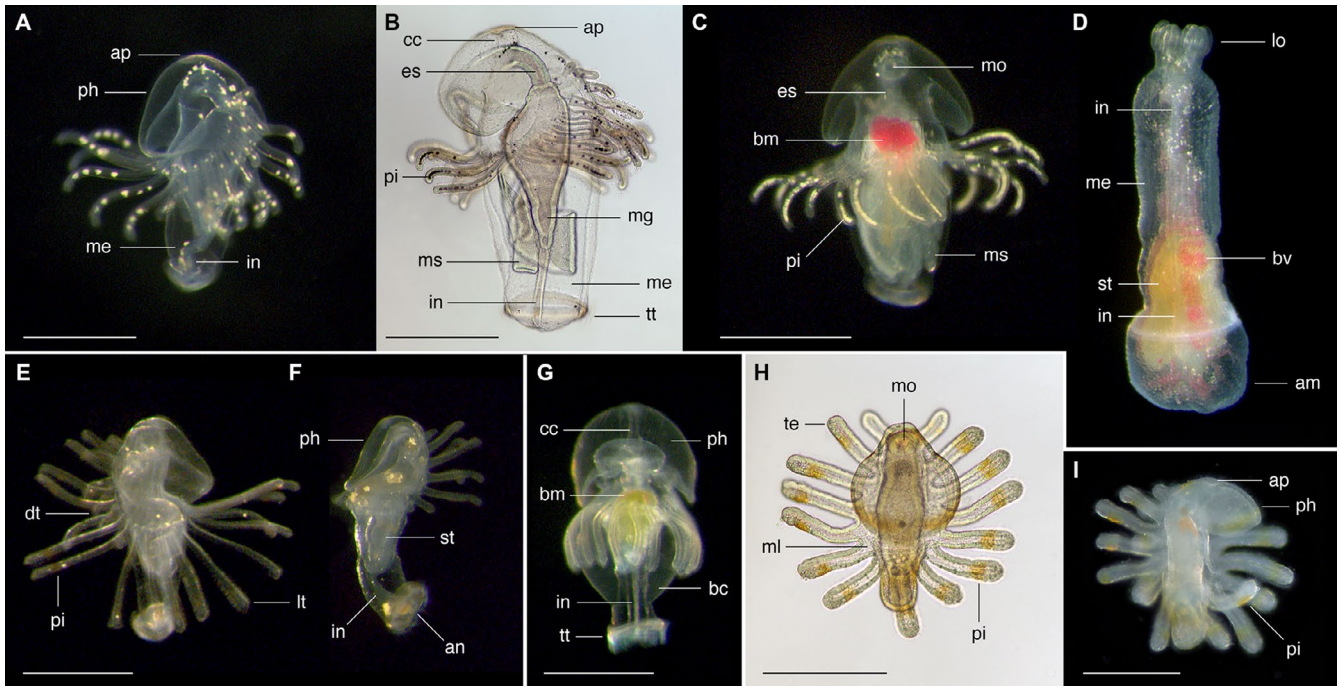 A
ap
ph
me
in
B
ap
cc
es
pi
mg
ms
me
in
tt
C
mo
es
bm
pi
ms
D
lo
in
me
bv
st
in
am
E
dt
pi
lt
F
ph
st
in
an
G
cc
ph
bm
bc
in
tt
H
mo
te
ml
pi
I
ap
ph
pi